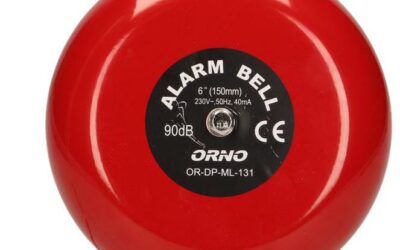 ALARM BELL
6" (150mm)
230V~,50Hz, 40mA
90dB
CE
ORNO
OR-DP-ML-131